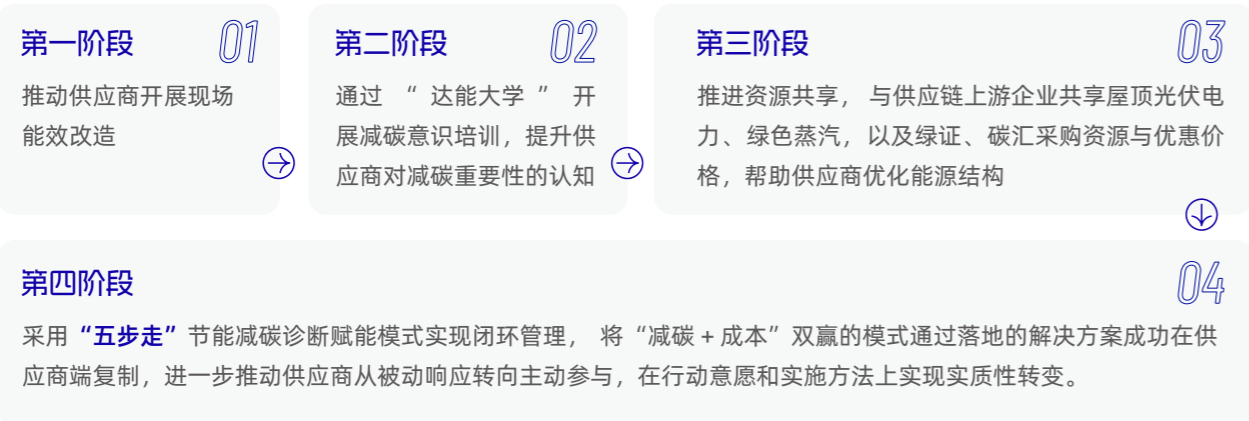 第一阶段 01
推动供应商开展现场
能效改造
第二阶段 02
通过 “ 达能大学 ” 开
展减碳意识培训，提升供
应商对减碳重要性的认知
第三阶段 03
推进资源共享， 与供应链上游企业共享屋顶光伏电
力、绿色蒸汽，以及绿证、碳汇采购资源与优惠价
格，帮助供应商优化能源结构
第四阶段 04
采用“五步走”节能减碳诊断赋能模式实现闭环管理， 将“减碳 + 成本”双赢的模式通过落地的解决方案成功在供
应商端复制，进一步推动供应商从被动响应转向主动参与，在行动意愿和实施方法上实现实质性转变。